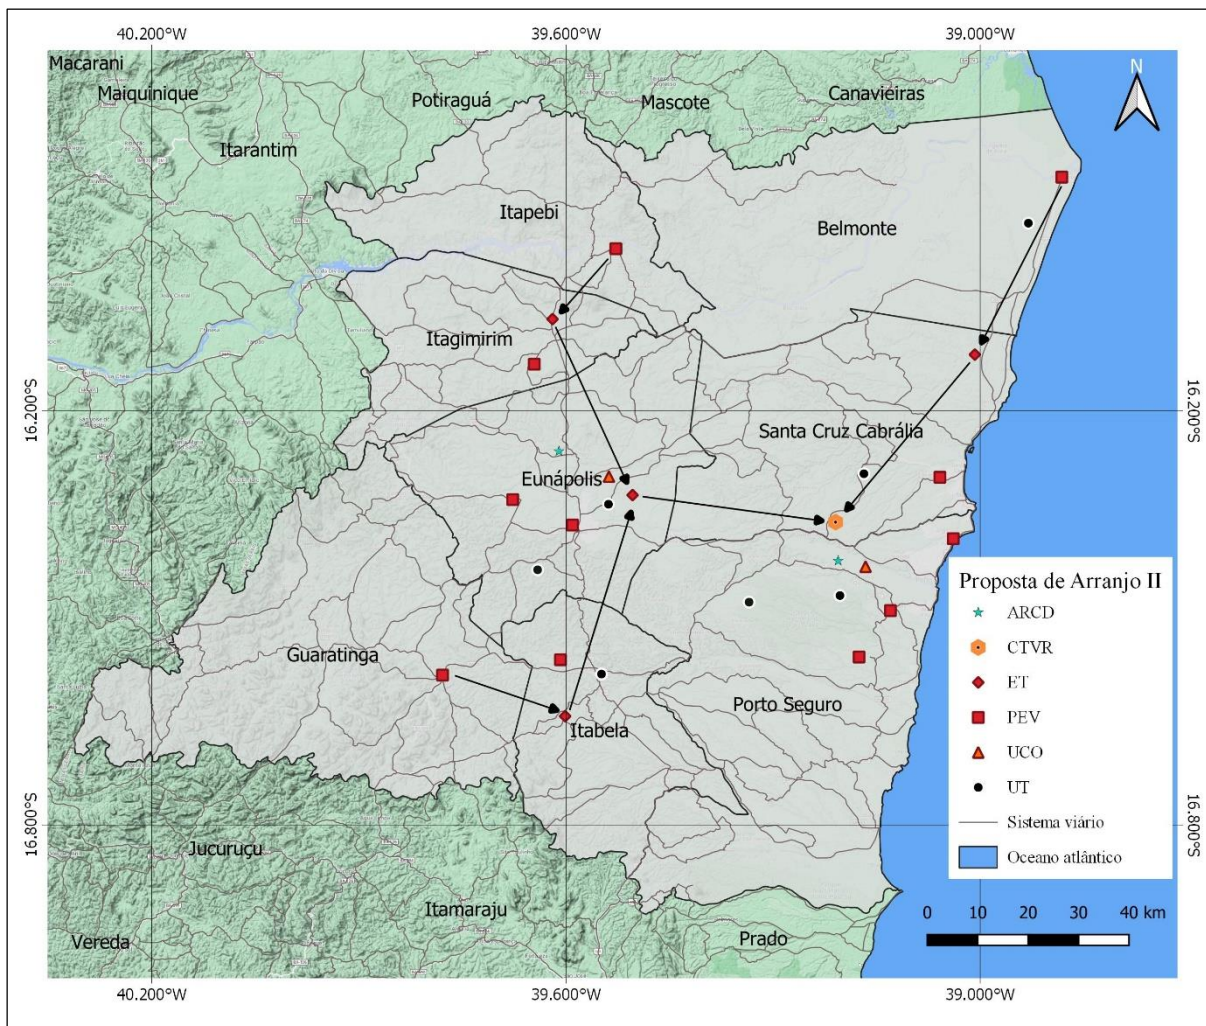 40.200°W 39.600°W 39.000°W
Macarani
Maiquinique
Potiraguá
Mascote
Canavieiras
N
Itarantim
Itapebi
Belmonte
Itagimirim
16.200°S 16.200°S
Santa Cruz Cabrália
Eunápolis
Guaratinga
Porto Seguro
Itabela
16.800°S 16.800°S
Jucuruçu
Itamaraju
Vereda
Prado
Proposta de Arranjo II
ARCD
CTVR
ET
PEV
UCO
UT
Sistema viário
Oceano atlântico
0 10 20 30 40 km
40.200°W 39.600°W 39.000°W